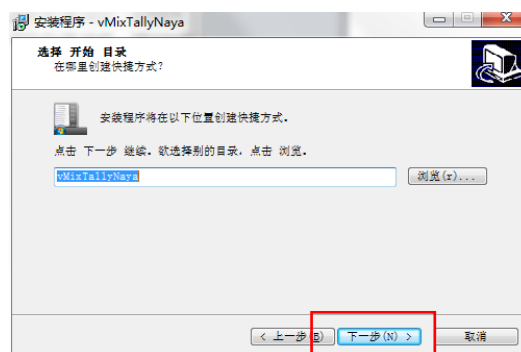 安装程序 - vMixTallyNaya
选择 开始 目录
在哪里创建快捷方式?
安装程序将在以下位置创建快捷方式.
点击 下一步 继续. 欲选择别的目录, 点击 浏览.
vMixTallyNaya
浏览(r)...
< 上一步(B)
下一步(N) >
取消